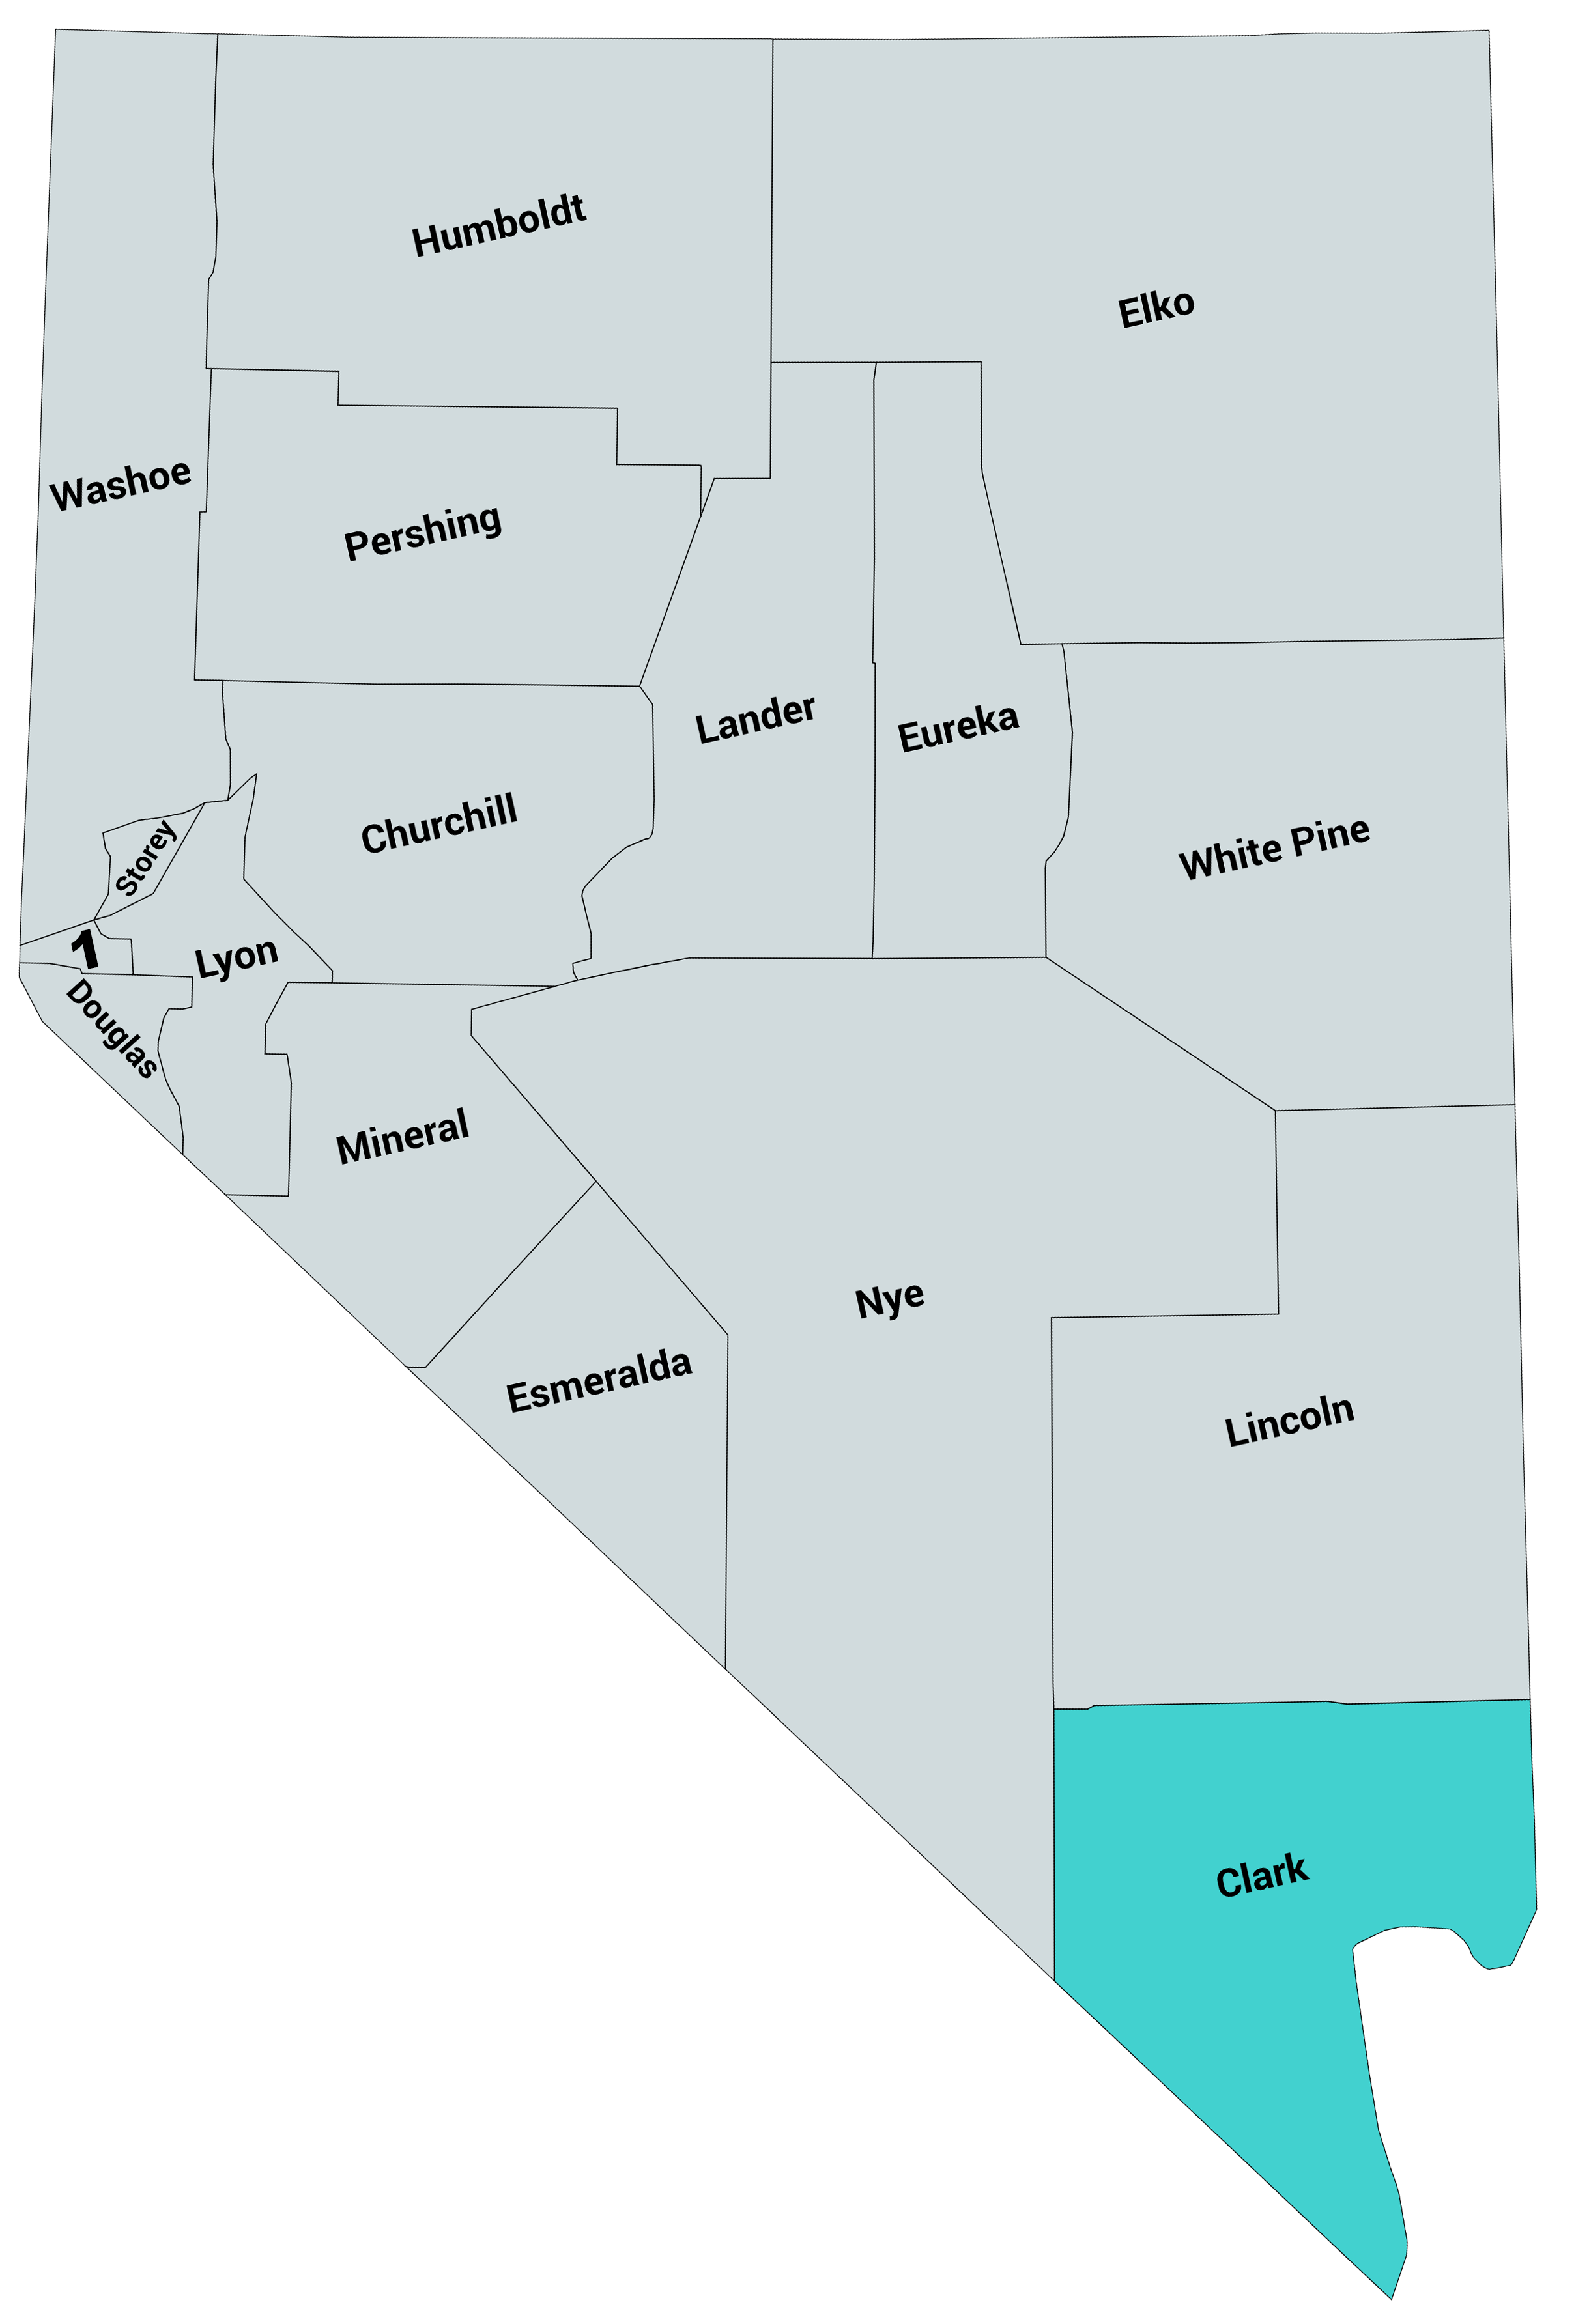 Humboldt
Elko
Washoe
Pershing
Lander
Eureka
Churchill
White Pine
Storey
1
Lyon
Douglas
Mineral
Nye
Esmeralda
Lincoln
Clark